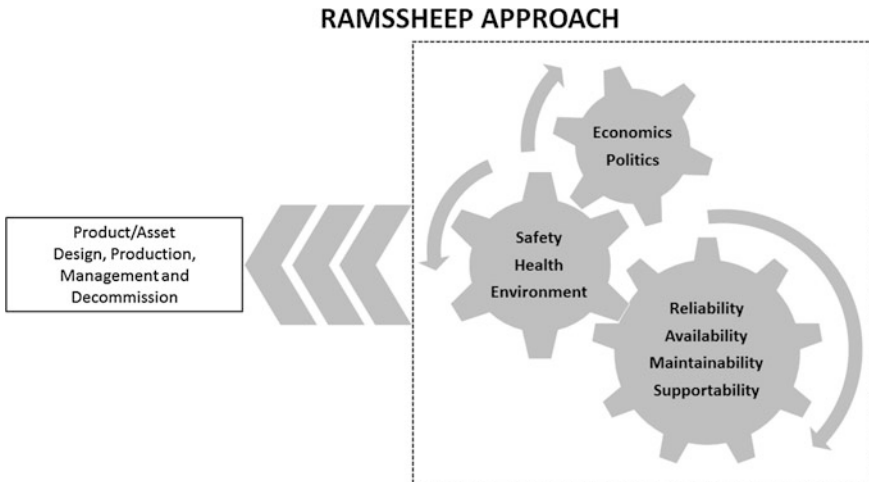 RAMSSHEEP APPROACH
Economics
Politics
Safety
Health
Environment
Reliability
Availability
Maintainability
Supportability
Product/Asset
Design, Production,
Management and
Decommission